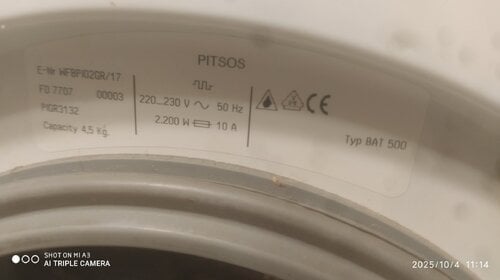 PITSOS
E-Nr WFBPI02GR/17
FD 7707 00003
PIGR3132
Capacity 4,5 Kg.
220...230 V ~ 50 Hz
2.200 W 10 A
CE
Typ BAT 500
SHOT ON MI A3
AI TRIPLE CAMERA
2025/10/4 11:14